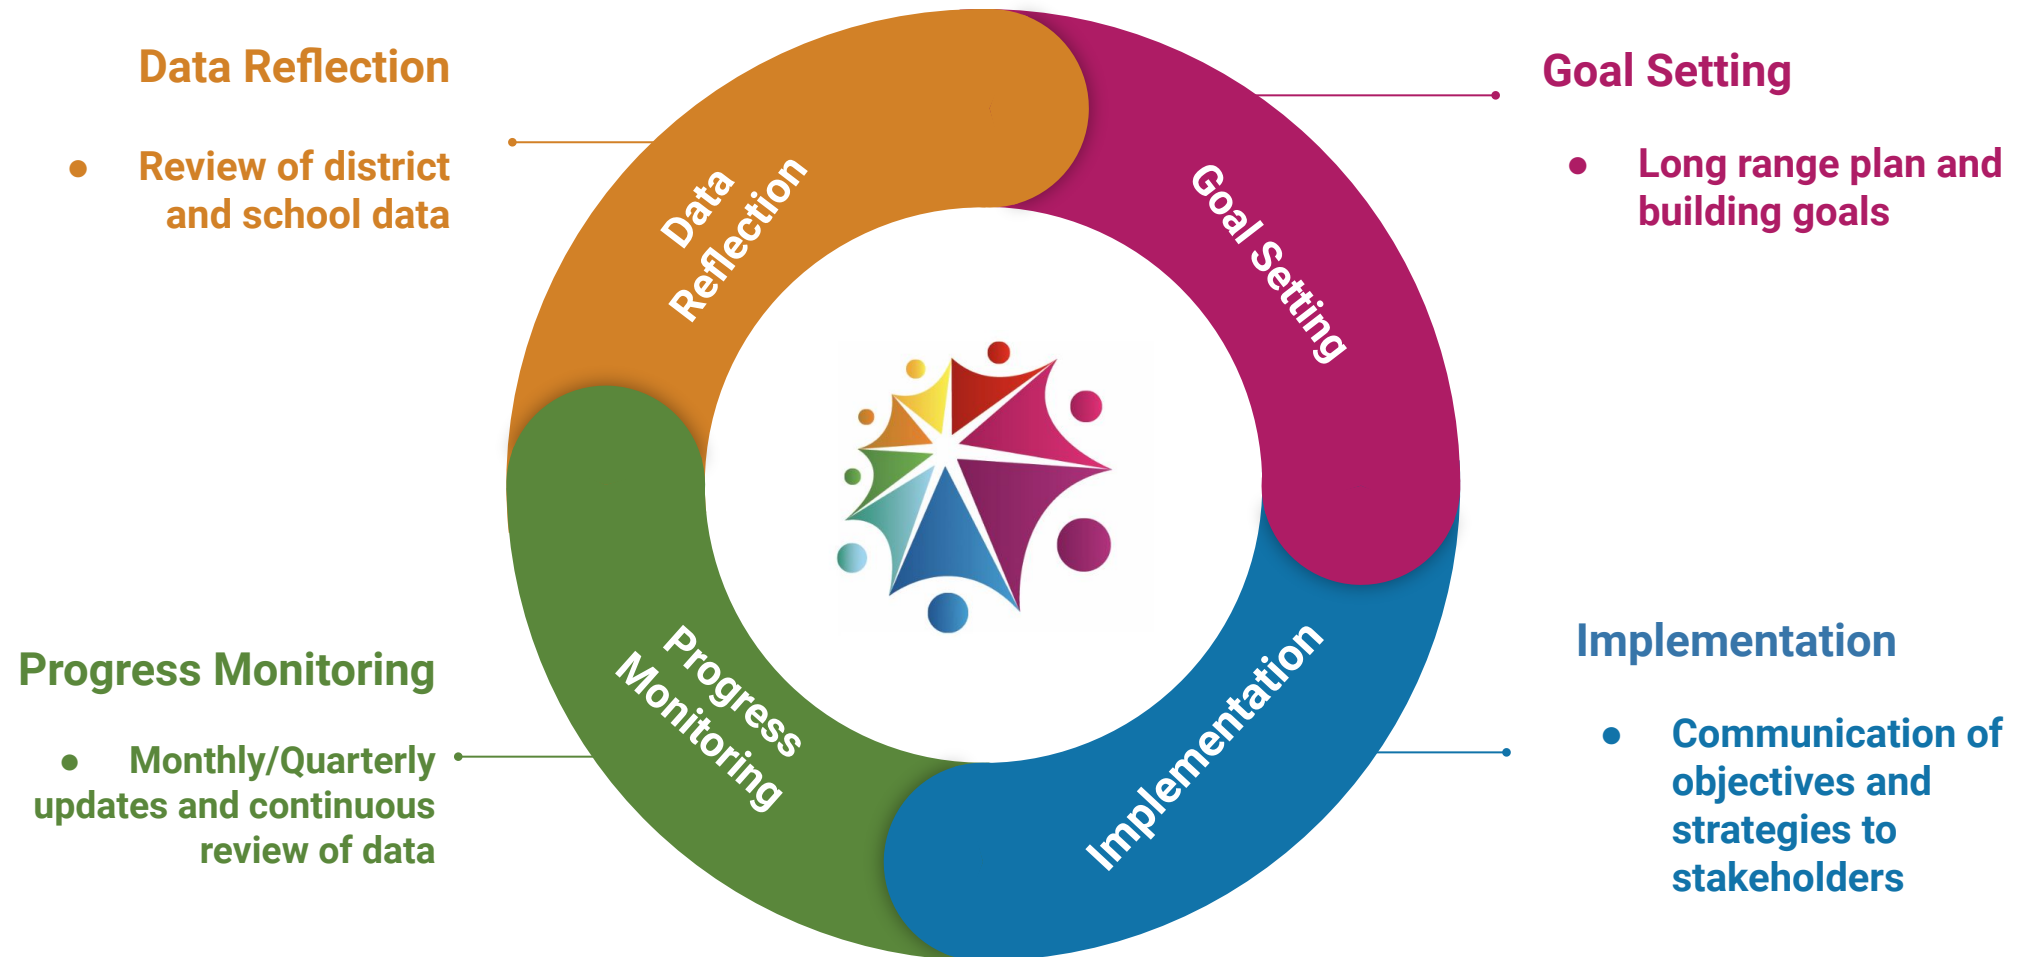 Data Reflection
● Review of district
and school data
Goal Setting
● Long range plan and
building goals
Data
Reflection
Goal Setting
Progress
Monitoring
Implementation
Progress Monitoring
● Monthly/Quarterly
updates and continuous
review of data
Implementation
● Communication of
objectives and
strategies to
stakeholders